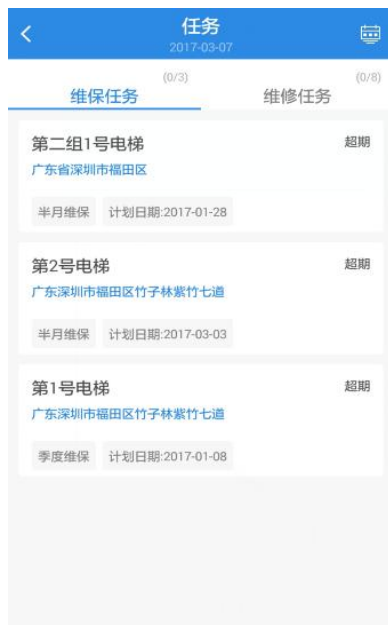 任务
2017-03-07
(0/3)
维保任务
(0/8)
维修任务
第二组1号电梯
超期
广东省深圳市福田区
半月维保 计划日期:2017-01-28
第2号电梯
超期
广东深圳市福田区竹子林紫竹七道
半月维保 计划日期:2017-03-03
第1号电梯
超期
广东深圳市福田区竹子林紫竹七道
季度维保 计划日期:2017-01-08